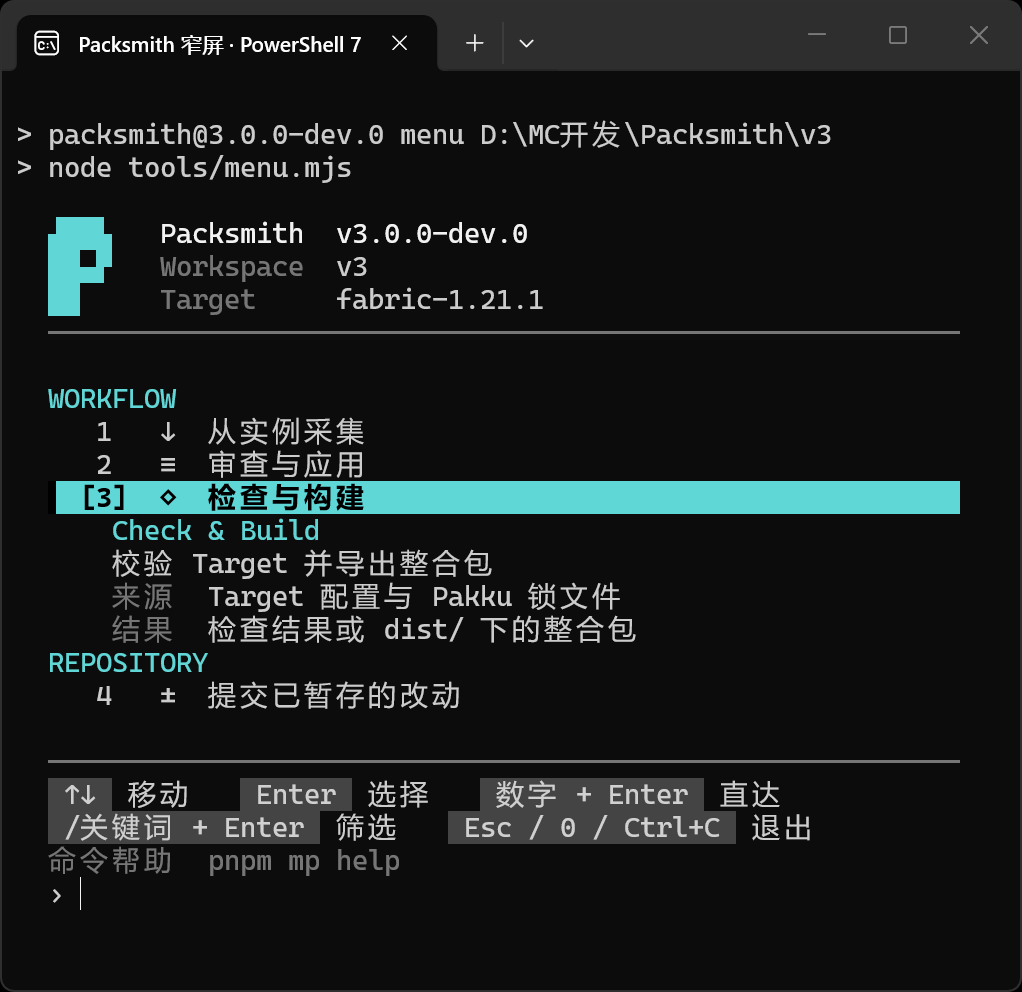 Packsmith 窄屏 · PowerShell 7
> packsmith@3.0.0-dev.0 menu D:\MC开发\Packsmith\v3
> node tools/menu.mjs
Packsmith v3.0.0-dev.0
Workspace v3
Target fabric-1.21.1
WORKFLOW
1 ↓ 从实例采集
2 ≡ 审查与应用
[3] ◇ 检查与构建
Check & Build
校验 Target 并导出整合包
来源 Target 配置与 Pakku 锁文件
结果 检查结果或 dist/ 下的整合包
REPOSITORY
4 ± 提交已暂存的改动
↑↓ 移动 Enter 选择 数字 + Enter 直达
/关键词 + Enter 筛选 Esc / 0 / Ctrl+C 退出
命令帮助 pnpm mp help
›